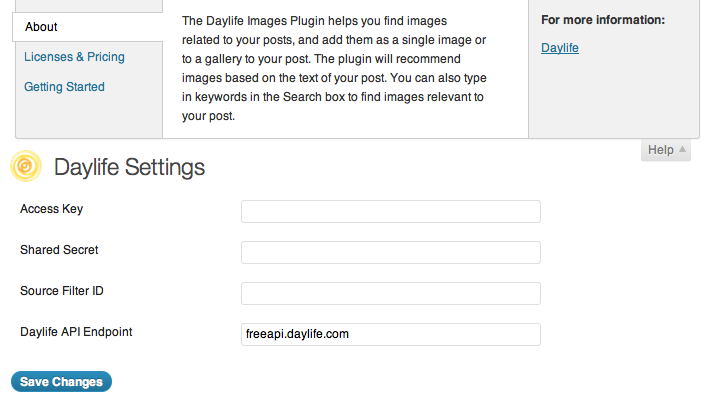 About
Licenses & Pricing
Getting Started
The Daylife Images Plugin helps you find images
related to your posts, and add them as a single image or
to a gallery to your post. The plugin will recommend
images based on the text of your post. You can also type
in keywords in the Search box to find images relevant to
your post.
For more information:
Daylife
Help
Daylife Settings
Access Key
Shared Secret
Source Filter ID
Daylife API Endpoint
freeapi.daylife.com
Save Changes